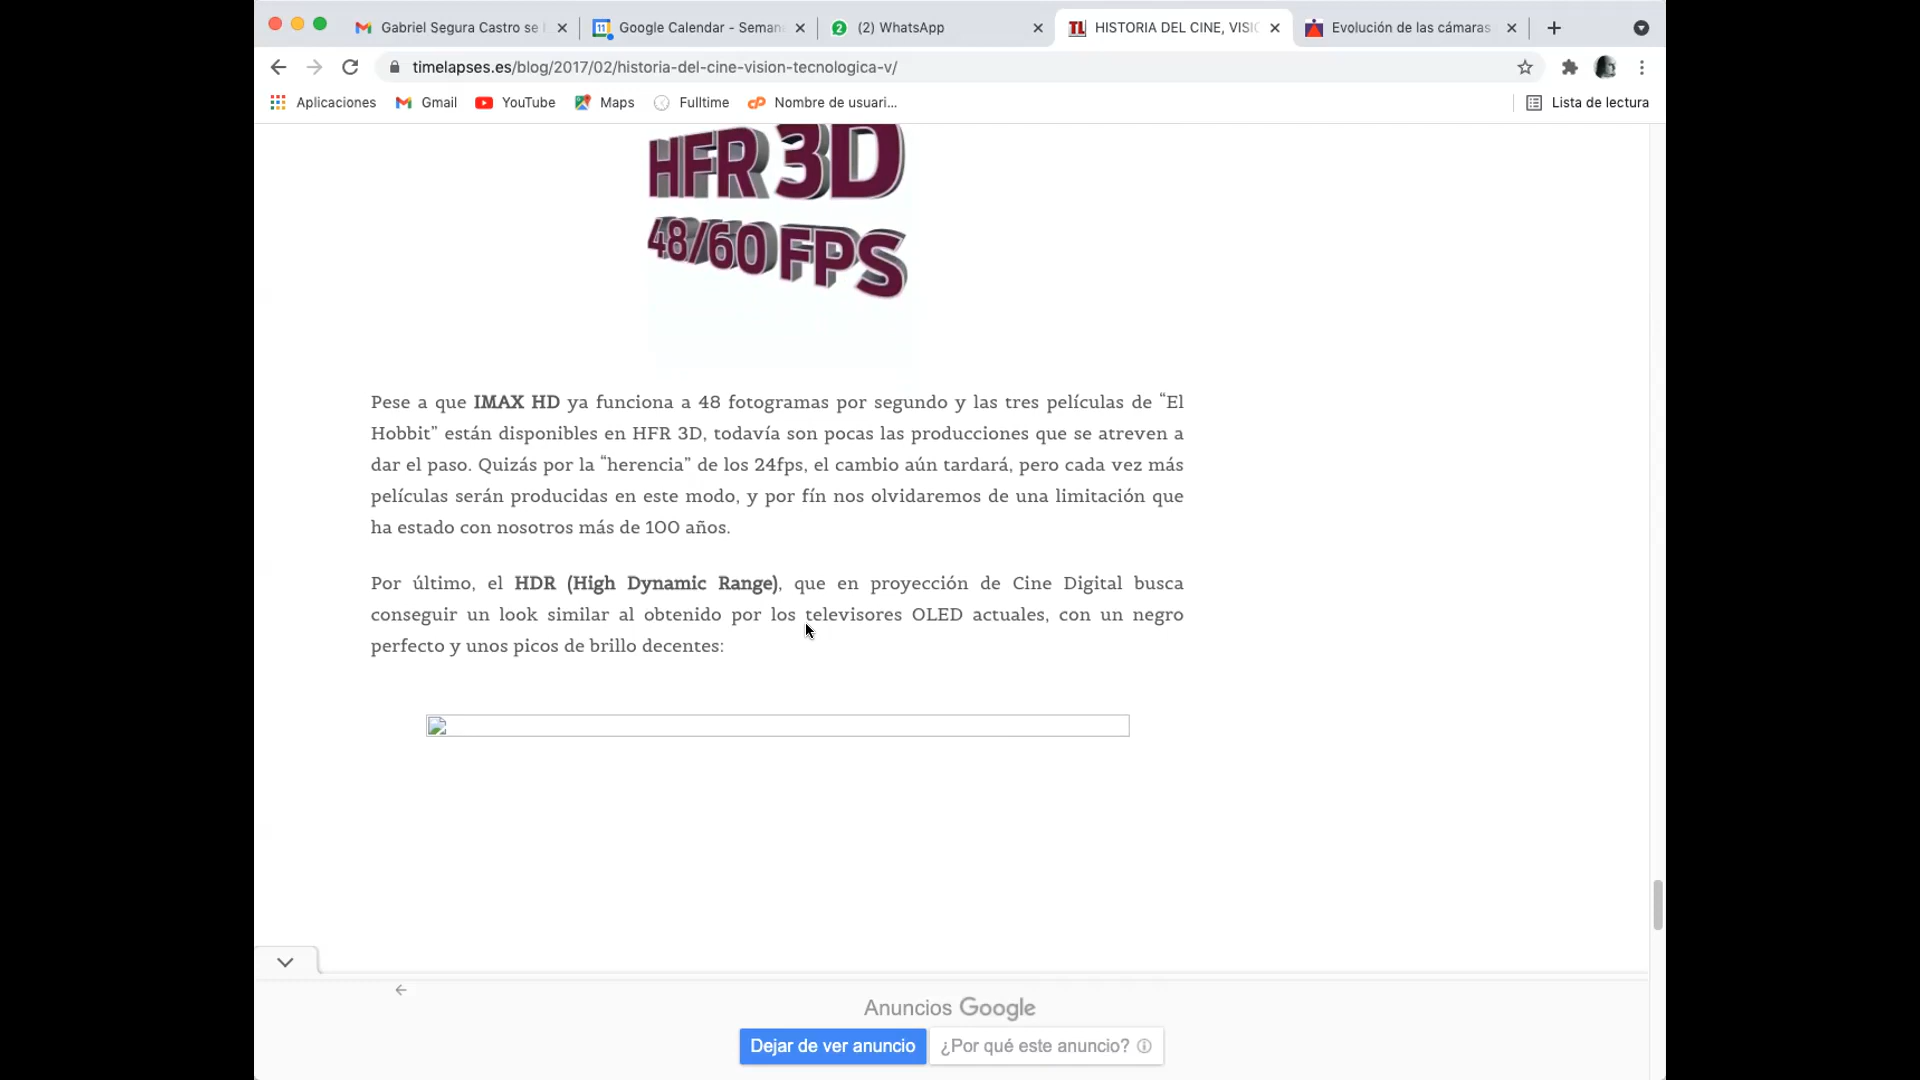 Gabriel Segura Castro se
Google Calendar - Seman
2
(2) WhatsApp
TL
HISTORIA DEL CINE, VISI
Evolución de las cámaras
timelapses.es/blog/2017/02/historia-del-cine-vision-tecnologica-v/
Aplicaciones
Gmail
YouTube
Maps
Fulltime
Nombre de usuari...
Lista de lectura
HFR 3D
48/60 FPS
Pese a que IMAX HD ya funciona a 48 fotogramas por segundo y las tres películas de “El
Hobbit” están disponibles en HFR 3D, todavía son pocas las producciones que se atreven a
dar el paso. Quizás por la “herencia” de los 24fps, el cambio aún tardará, pero cada vez más
películas serán producidas en este modo, y por fín nos olvidaremos de una limitación que
ha estado con nosotros más de 100 años.
Por último, el HDR (High Dynamic Range), que en proyección de Cine Digital busca
conseguir un look similar al obtenido por los televisores OLED actuales, con un negro
perfecto y unos picos de brillo decentes:
Anuncios Google
Dejar de ver anuncio
¿Por qué este anuncio?